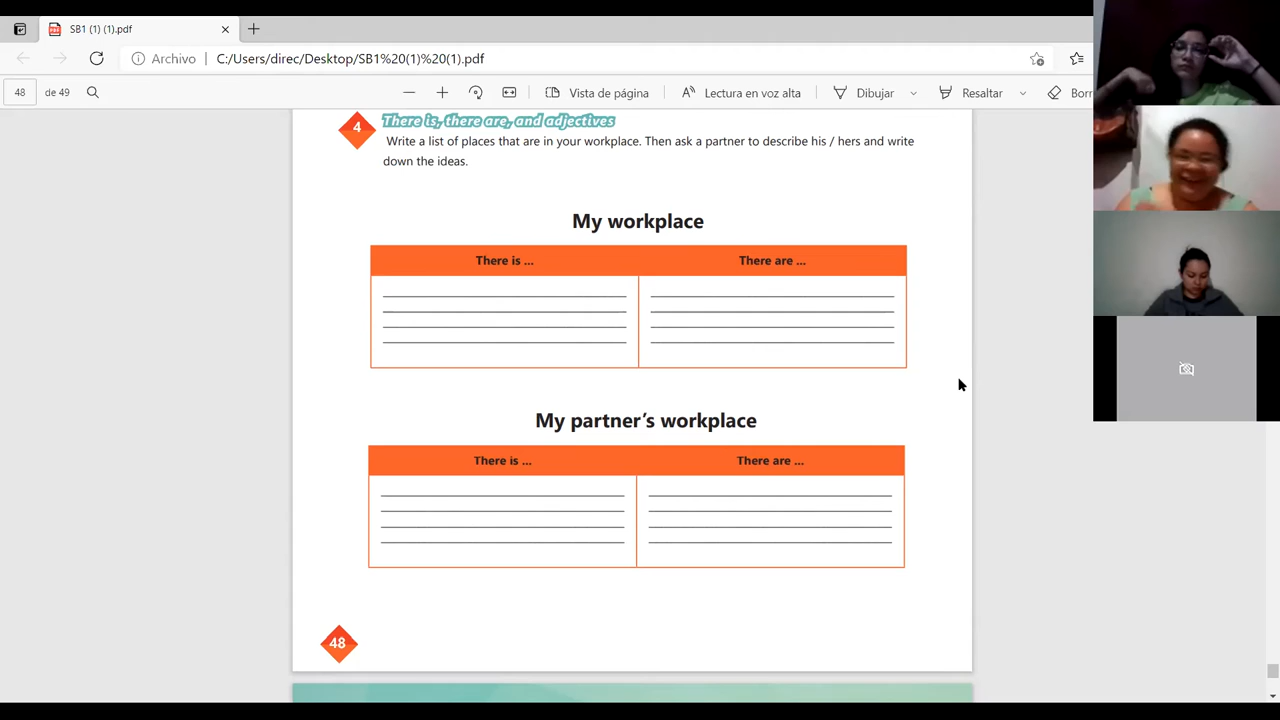 SB1 (1) (1).pdf
Archivo C:/Users/direc/Desktop/SB1%20(1)%20(1).pdf
48 de 49 Vista de página Lectura en voz alta Dibujar Resaltar Borr
4 There is, there are, and adjectives
Write a list of places that are in your workplace. Then ask a partner to describe his / hers and write
down the ideas.
My workplace
There is ... There are ...
My partner's workplace
There is ... There are ...
48